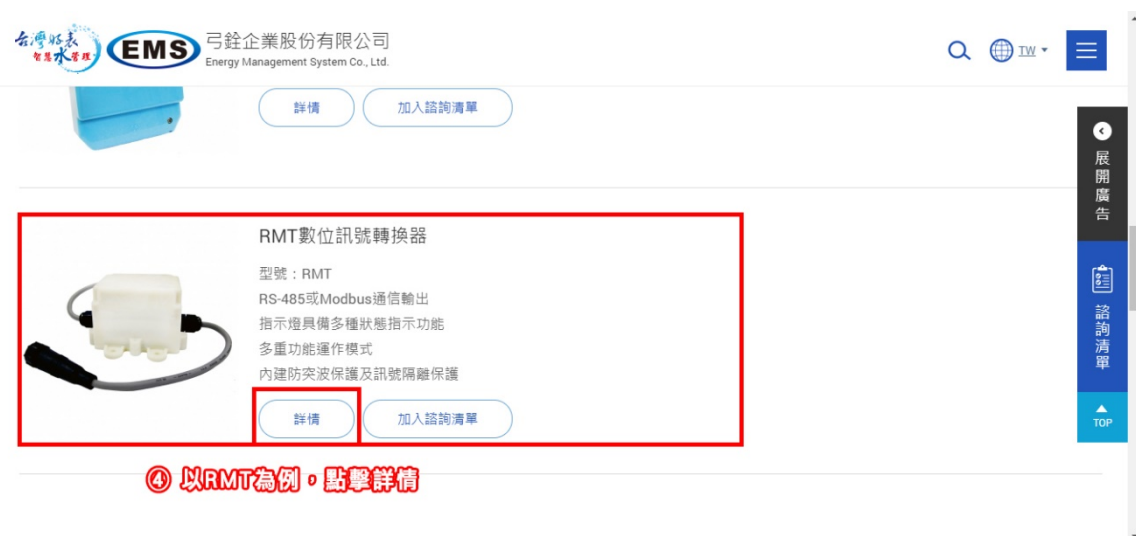 台灣好表
智慧水管理
EMS
弓銓企業股份有限公司
Energy Management System Co., Ltd.
TW
詳情
加入諮詢清單
展開廣告
RMT數位訊號轉換器
型號：RMT
RS-485或Modbus通信輸出
指示燈具備多種狀態指示功能
多重功能運作模式
內建防突波保護及訊號隔離保護
詳情
加入諮詢清單
諮詢清單
TOP
④ 以RMT為例，點擊詳情